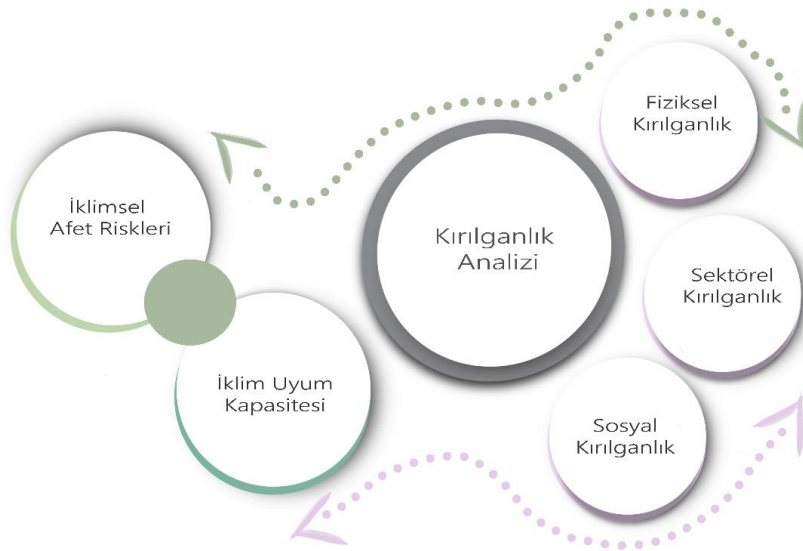 İklimsel
Afet Riskleri
İklim Uyum
Kapasitesi
Kırılganlık
Analizi
Fiziksel
Kırılganlık
Sektörel
Kırılganlık
Sosyal
Kırılganlık